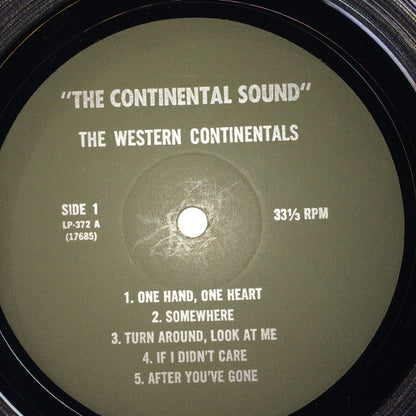 "THE CONTINENTAL SOUND"
THE WESTERN CONTINENTALS
SIDE 1
LP-372 A
(17685)
33⅓ RPM
1. ONE HAND, ONE HEART
2. SOMEWHERE
3. TURN AROUND, LOOK AT ME
4. IF I DIDN'T CARE
5. AFTER YOU'VE GONE